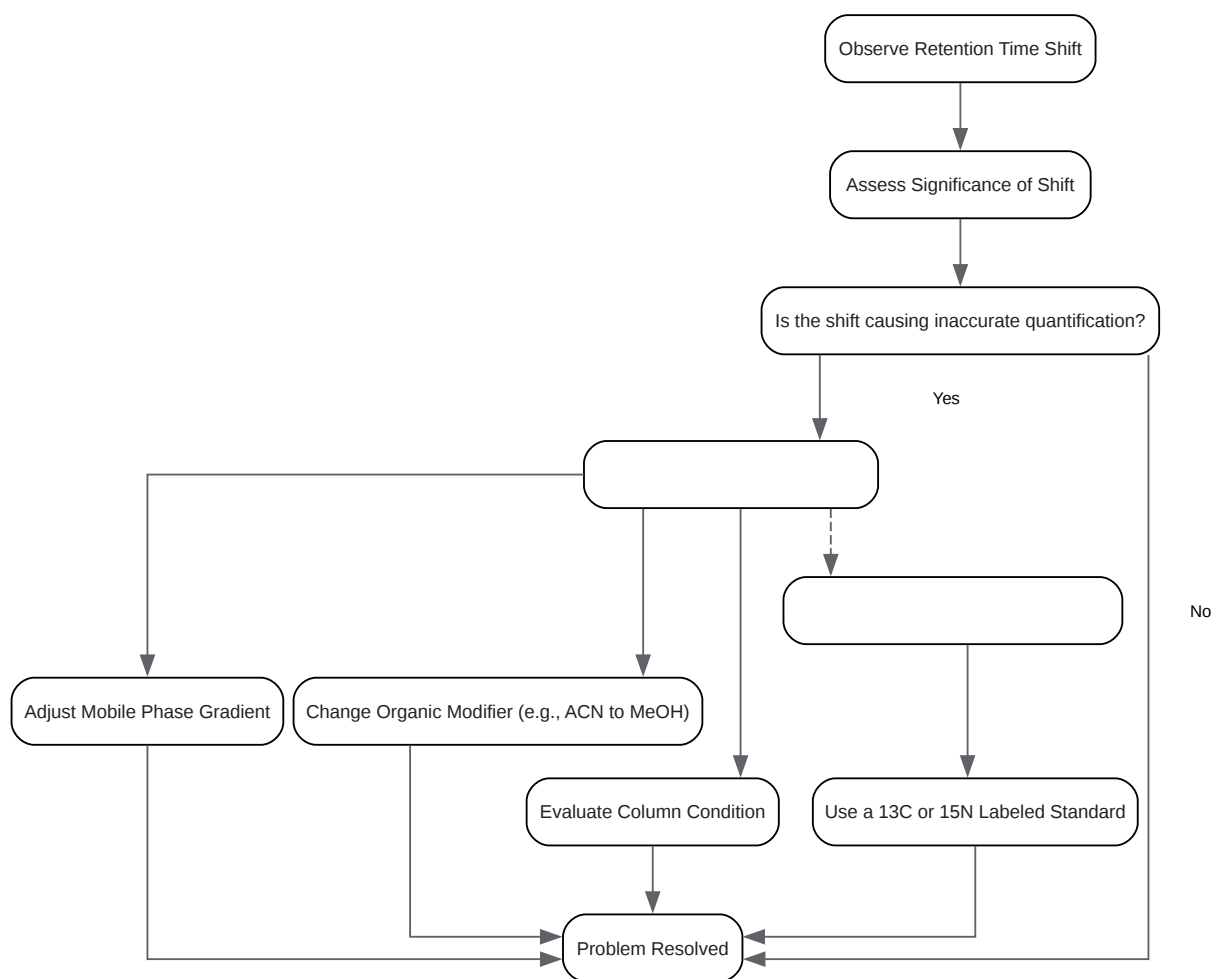 Observe Retention Time Shift
Assess Significance of Shift
Is the shift causing inaccurate quantification?
Yes
No
Adjust Mobile Phase Gradient
Change Organic Modifier (e.g., ACN to MeOH)
Evaluate Column Condition
Use a 13C or 15N Labeled Standard
Problem Resolved